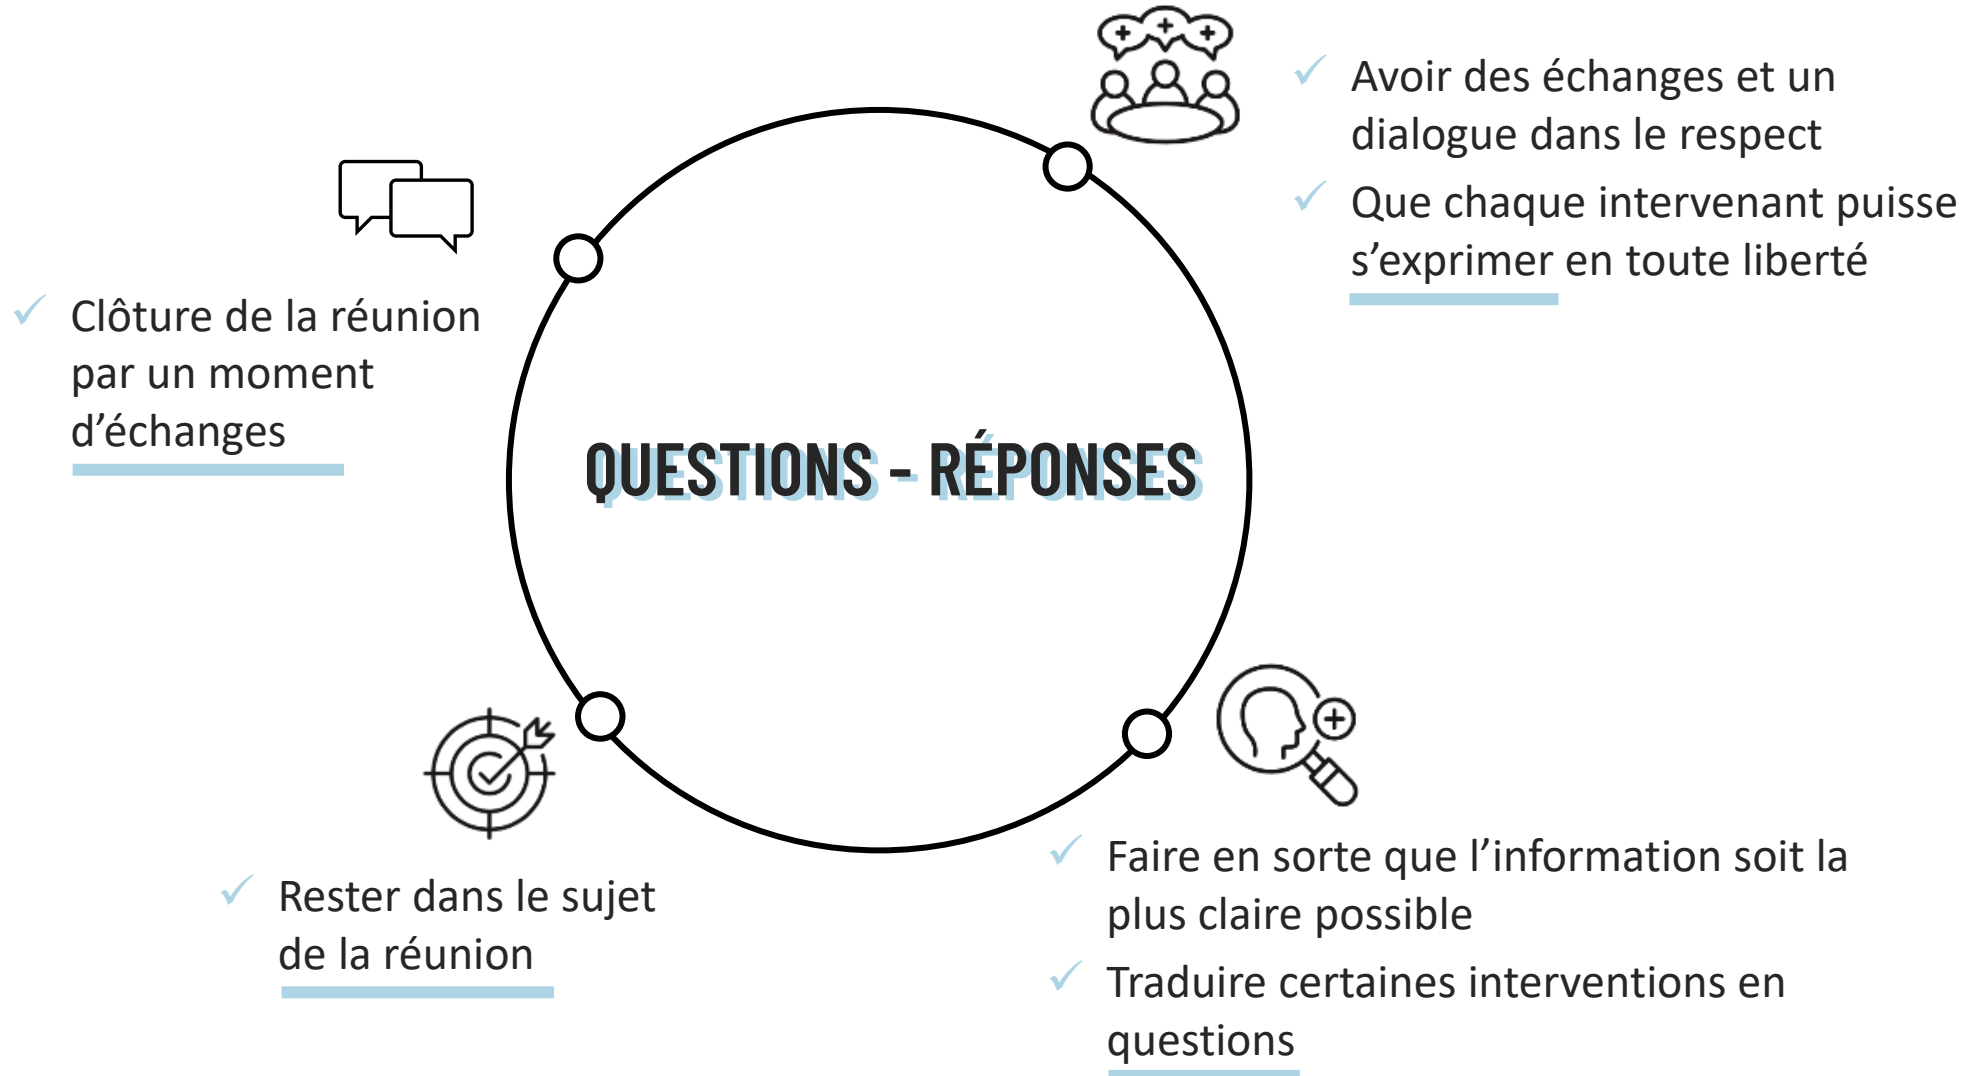 ✓ Avoir des échanges et un
dialogue dans le respect
✓ Que chaque intervenant puisse
s’exprimer en toute liberté
✓ Clôture de la réunion
par un moment
d’échanges
QUESTIONS - RÉPONSES
✓ Rester dans le sujet
de la réunion
✓ Faire en sorte que l’information soit la
plus claire possible
✓ Traduire certaines interventions en
questions